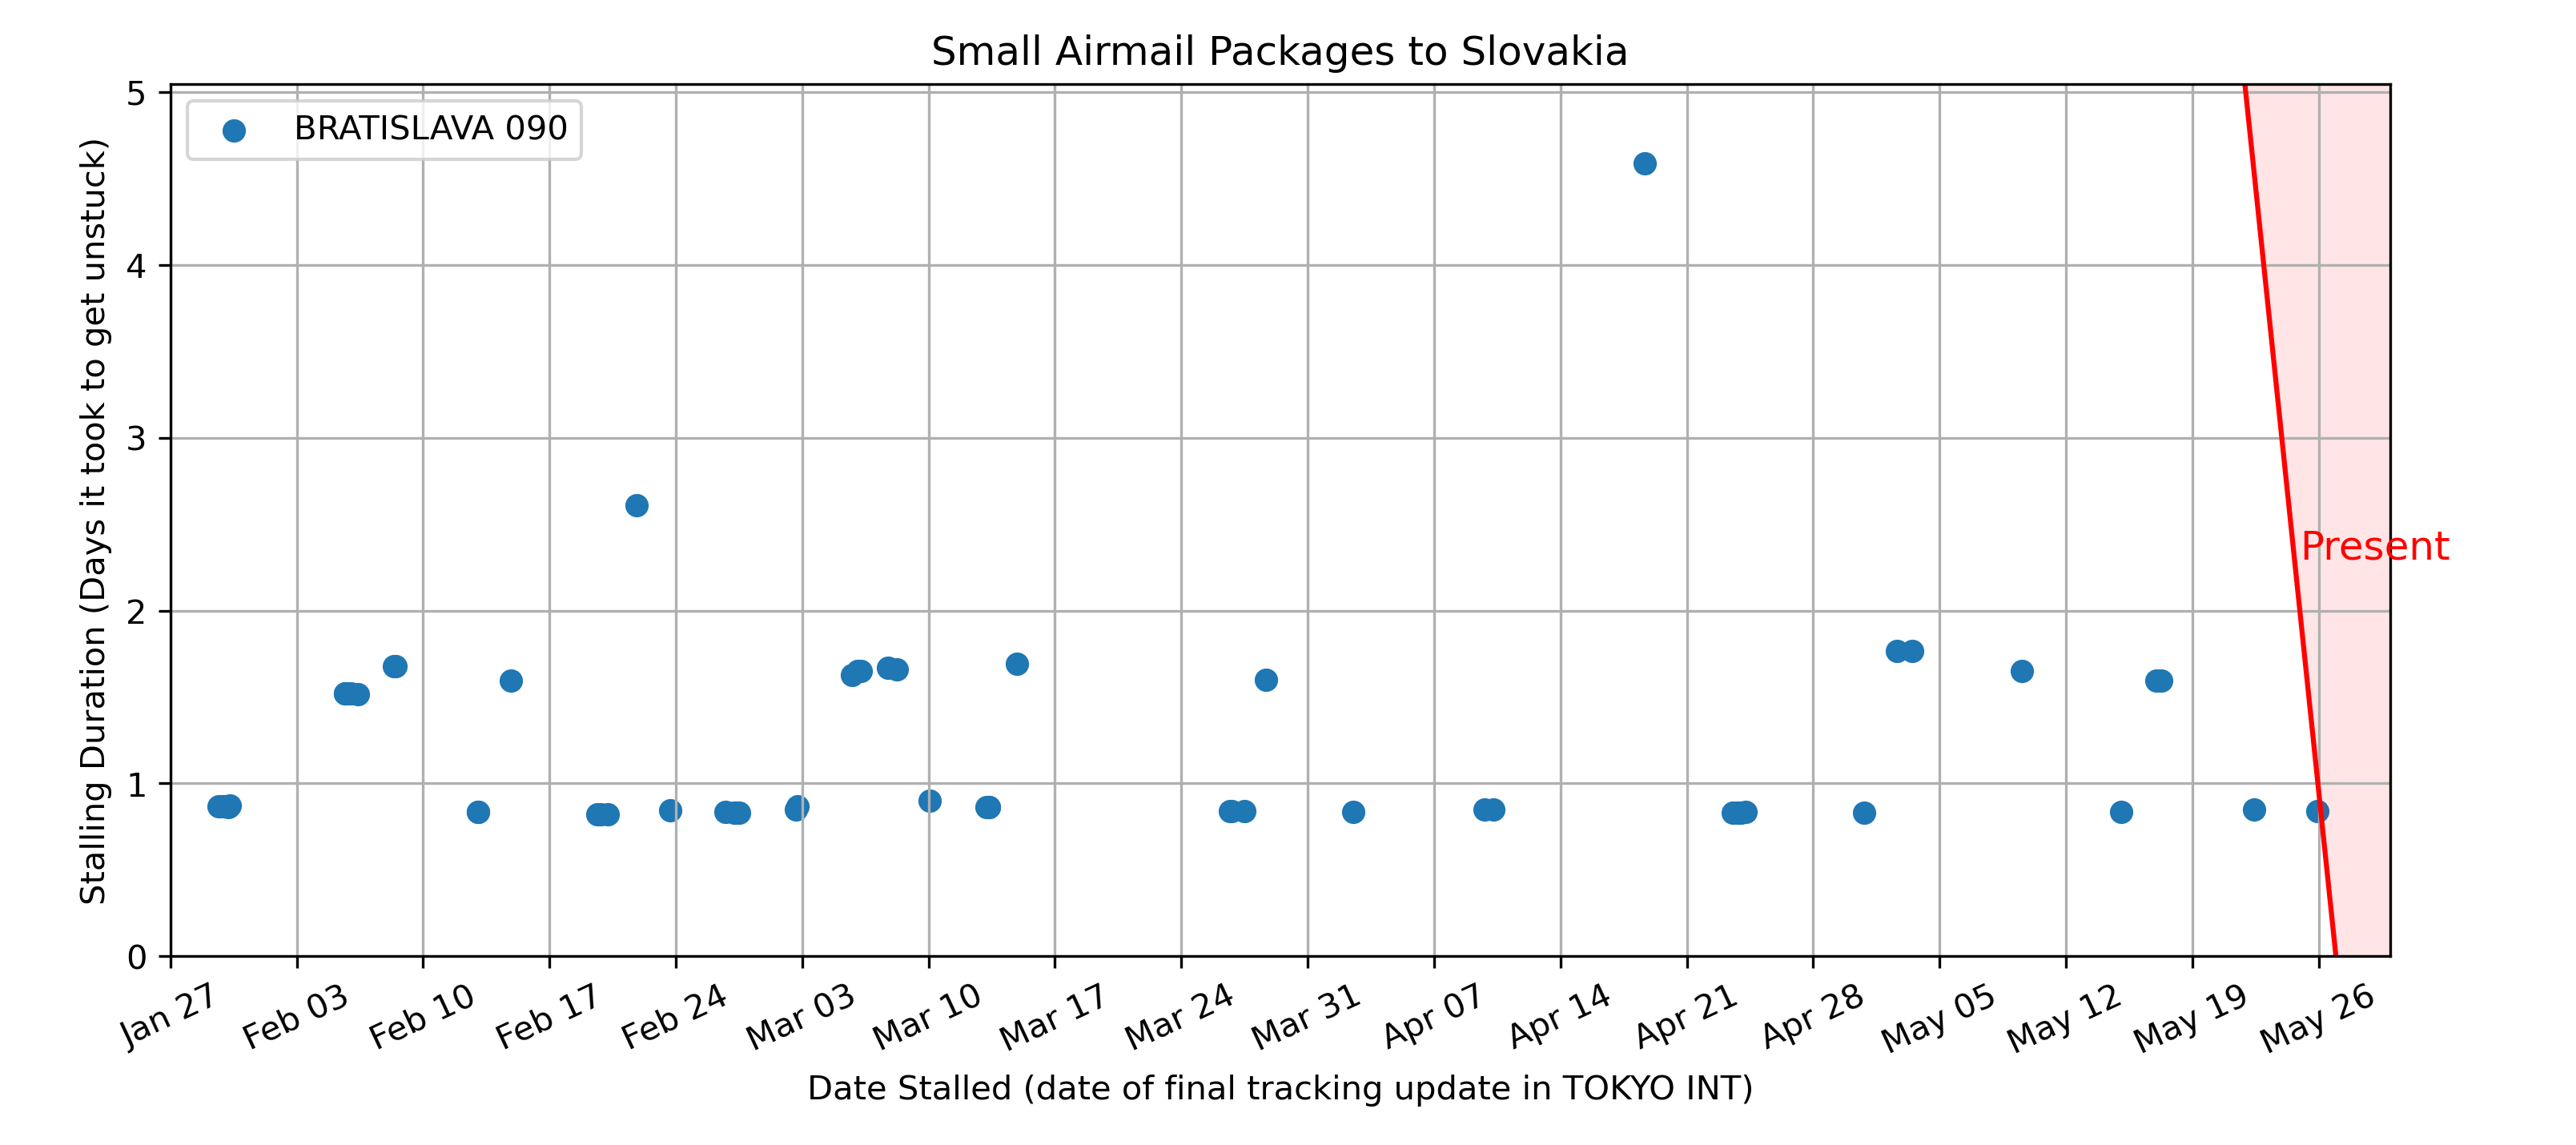 Small Airmail Packages to Slovakia
BRATISLAVA 090
Stalling Duration (Days it took to get unstuck)
5
4
3
2
1
0
Present
Jan 27
Feb 03
Feb 10
Feb 17
Feb 24
Mar 03
Mar 10
Mar 17
Mar 24
Mar 31
Apr 07
Apr 14
Apr 21
Apr 28
May 05
May 12
May 19
May 26
Date Stalled (date of final tracking update in TOKYO INT)